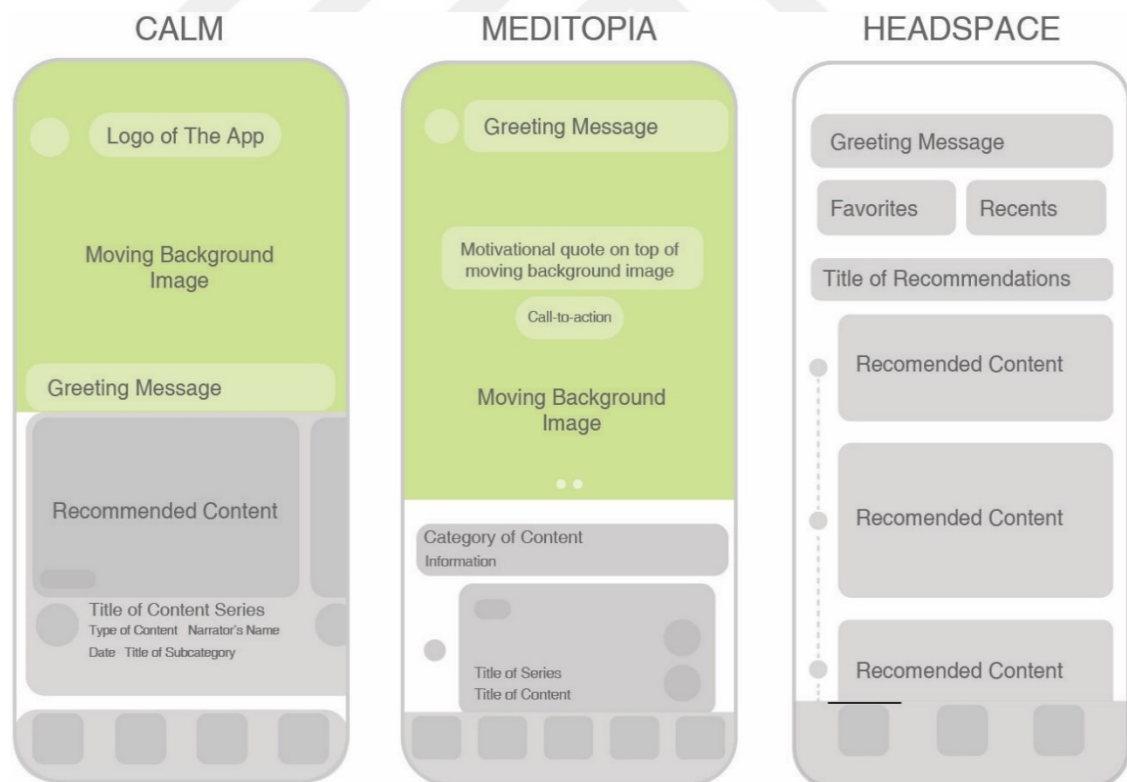 CALM
Logo of The App
Moving Background
Image
Greeting Message
Recommended Content
Title of Content Series
Type of Content Narrator's Name
Date Title of Subcategory
MEDITOPIA
Greeting Message
Motivational quote on top of
moving background image
Call-to-action
Moving Background
Image
Category of Content
Information
Title of Series
Title of Content
HEADSPACE
Greeting Message
Favorites
Recents
Title of Recommendations
Recomended Content
Recomended Content
Recomended Content